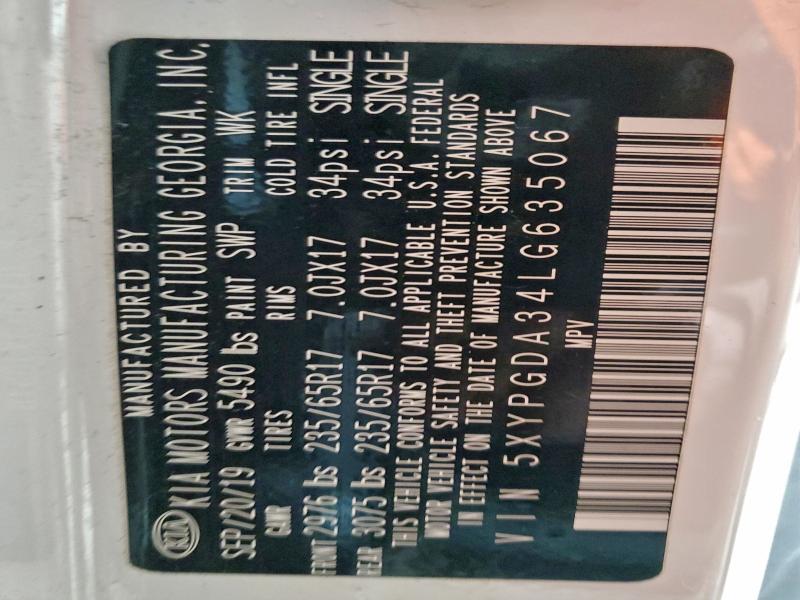 MANUFACTURED BY
KIA KIA MOTORS MANUFACTURING GEORGIA, INC.
SEP/20/19 GVWR 5490 lbs PAINT SWP TRIM WK
GAWR TIRES RIMS COLD TIRE INFL
FRONT 2976 lbs 235/65R17 7.0JX17 34psi SINGLE
REAR 3075 lbs 235/65R17 7.0JX17 34psi SINGLE
THIS VEHICLE CONFORMS TO ALL APPLICABLE U.S.A. FEDERAL
MOTOR VEHICLE SAFETY AND THEFT PREVENTION STANDARDS
IN EFFECT ON THE DATE OF MANUFACTURE SHOWN ABOVE
VIN 5XYPGDA34LG635067
MPV